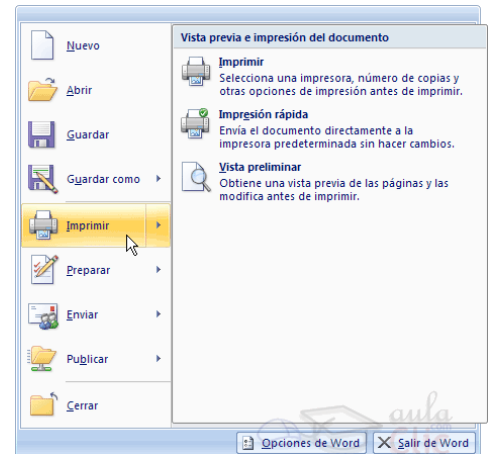 Nuevo
Abrir
Guardar
Guardar como
Imprimir
Preparar
Enviar
Publicar
Cerrar
Vista previa e impresión del documento
Imprimir
Selecciona una impresora, número de copias y
otras opciones de impresión antes de imprimir.
Impresión rápida
Envía el documento directamente a la
impresora predeterminada sin hacer cambios.
Vista preliminar
Obtiene una vista previa de las páginas y las
modifica antes de imprimir.
aula
CLIC
Opciones de Word
Salir de Word